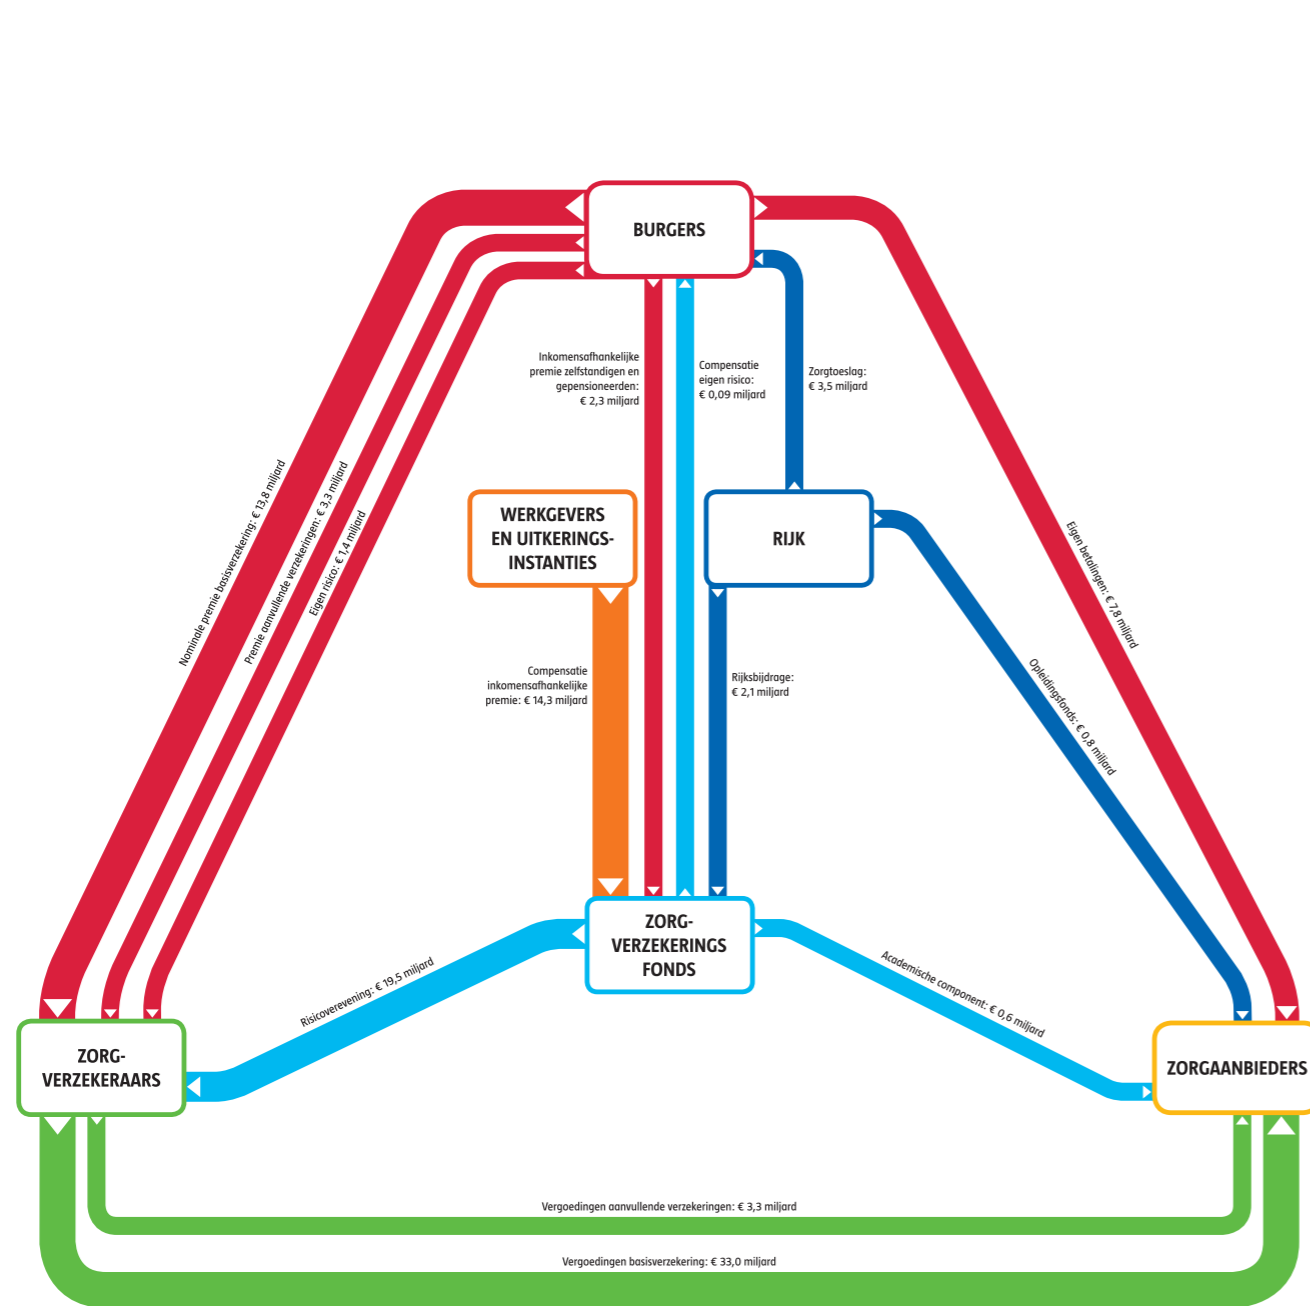 BURGERS
Inkomensafhankelijke
premie zelfstandigen en
gepensioneerden:
€ 2,3 miljard
Compensatie
eigen risico:
€ 0,09 miljard
Zorgtoeslag:
€ 3,5 miljard
Nominale premie basisverzekering: € 13,8 miljard
Premie aanvullende verzekeringen: € 3,3 miljard
Eigen risico: € 1,4 miljard
WERKGEVERS
EN UITKERINGS-
INSTANTIES
RIJK
Eigen betalingen: € 7,8 miljard
Opleidingsfonds: € 0,8 miljard
Compensatie
inkomensafhankelijke
premie: € 14,3 miljard
Rijksbijdrage:
€ 2,1 miljard
ZORG-
VERZEKERINGS
FONDS
Risicoverevening: € 19,5 miljard
Academische component: € 0,6 miljard
ZORG-
VERZEKERAARS
ZORGAANBIEDERS
Vergoedingen aanvullende verzekeringen: € 3,3 miljard
Vergoedingen basisverzekering: € 33,0 miljard